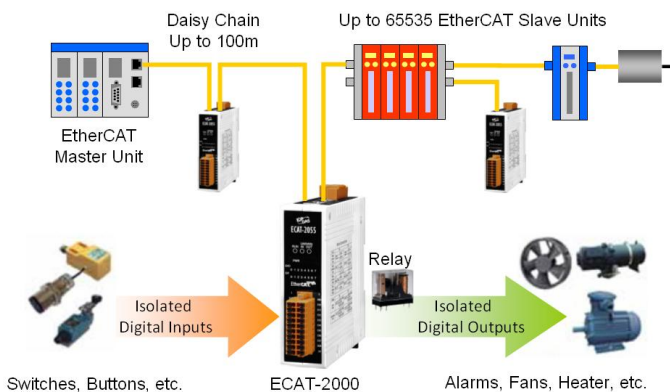 Daisy Chain
Up to 100m
Up to 65535 EtherCAT Slave Units
EtherCAT
Master Unit
ECAT-2055
EtherCAT
Relay
Isolated
Digital Inputs
Isolated
Digital Outputs
Switches, Buttons, etc.
ECAT-2000
Alarms, Fans, Heater, etc.